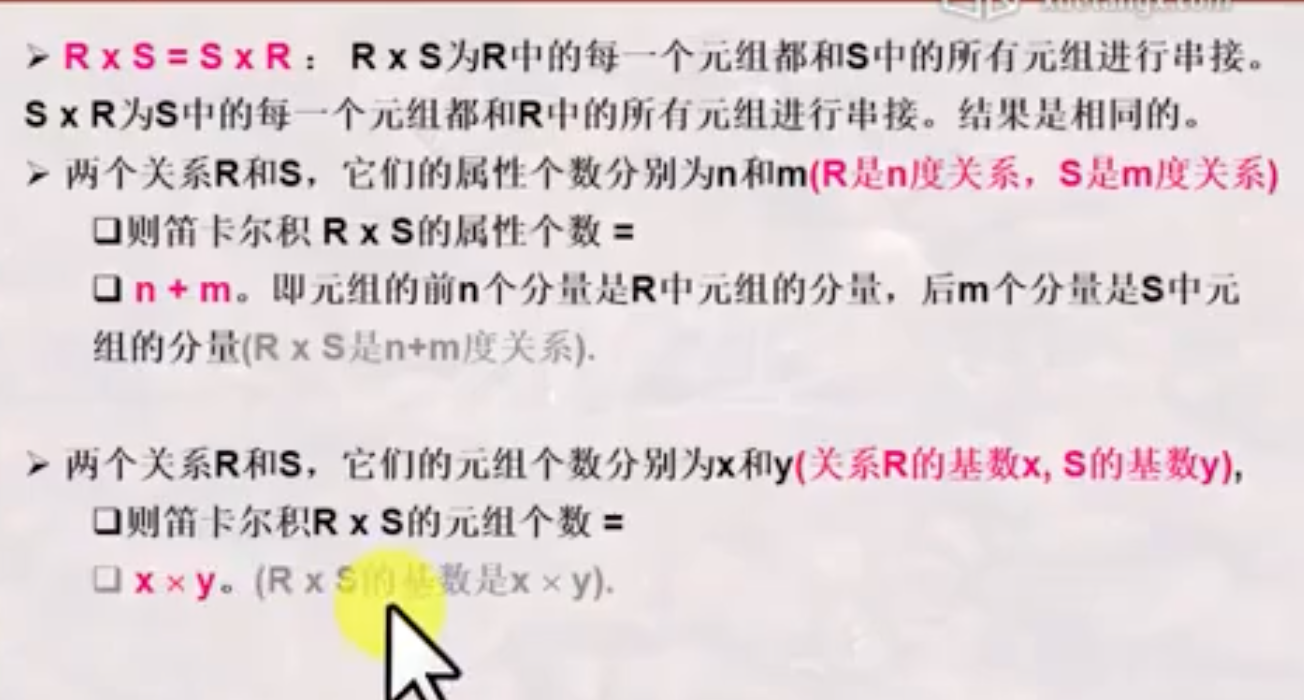 ➢ R x S = S x R： R x S为R中的每一个元组都和S中的所有元组进行串接。
S x R为S中的每一个元组都和R中的所有元组进行串接。结果是相同的。
➢ 两个关系R和S，它们的属性个数分别为n和m(R是n度关系，S是m度关系)
❑则笛卡尔积 R x S的属性个数 =
❑ n + m。即元组的前n个分量是R中元组的分量，后m个分量是S中元
组的分量(R x S是n+m度关系).
➢ 两个关系R和S，它们的元组个数分别为x和y(关系R的基数x, S的基数y),
❑则笛卡尔积R x S的元组个数 =
❑ x × y。(R x S的基数是x × y).